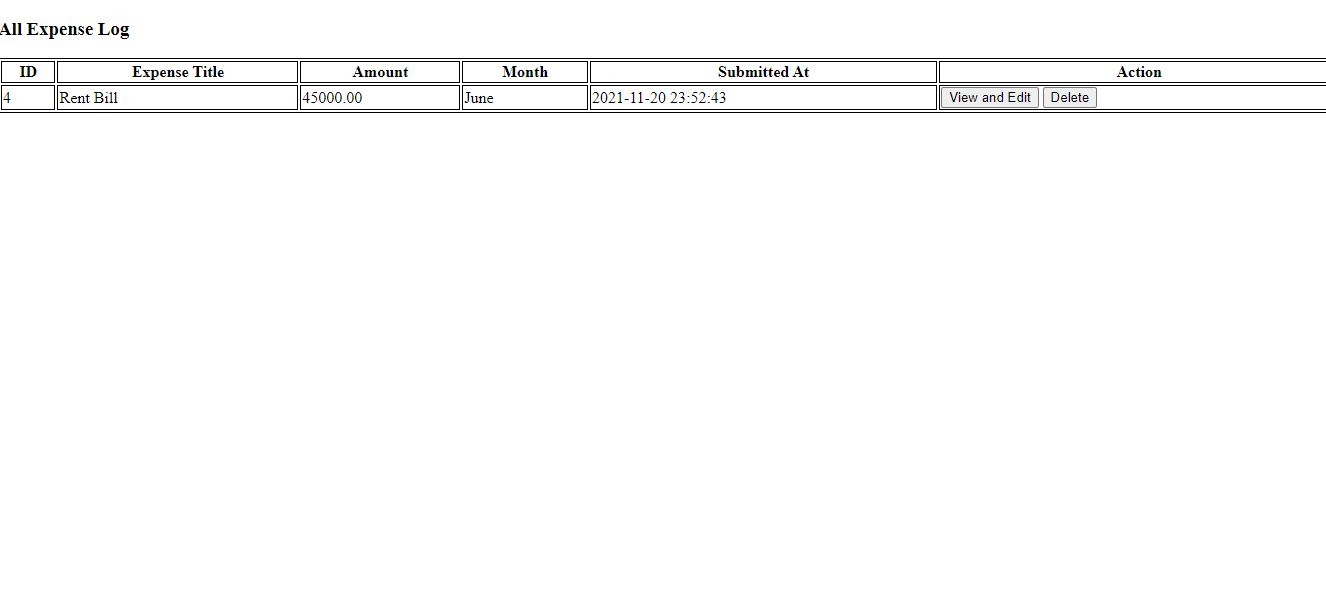 All Expense Log
ID Expense Title Amount Month Submitted At Action
4 Rent Bill 45000.00 June 2021-11-20 23:52:43 View and Edit Delete